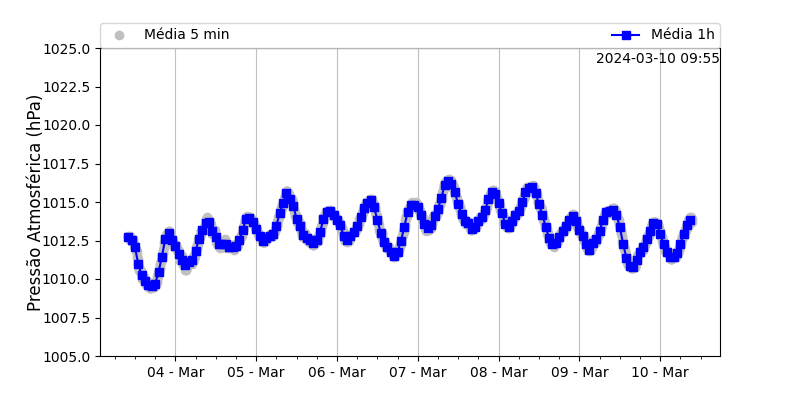 Média 5 min
Média 1h
2024-03-10 09:55
Pressão Atmosférica (hPa)
1025.0
1022.5
1020.0
1017.5
1015.0
1012.5
1010.0
1007.5
1005.0
04 - Mar
05 - Mar
06 - Mar
07 - Mar
08 - Mar
09 - Mar
10 - Mar